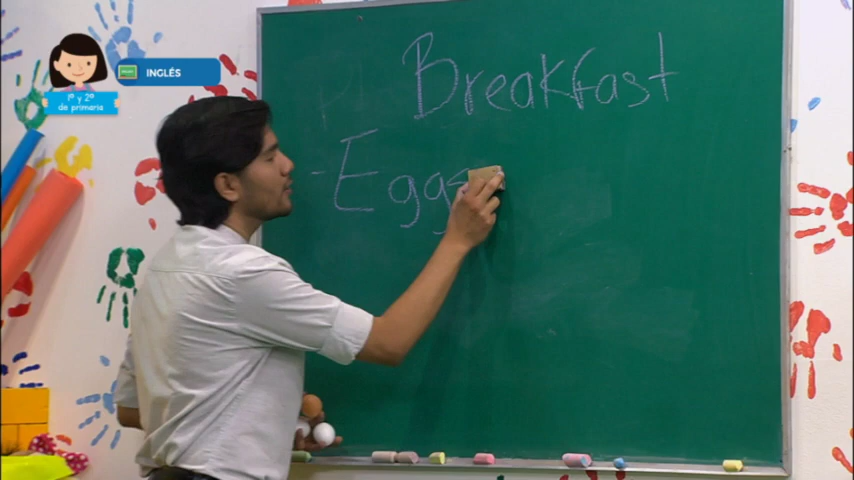 INGLÉS
1º y 2º
de primaria
Breakfast
- Eggs